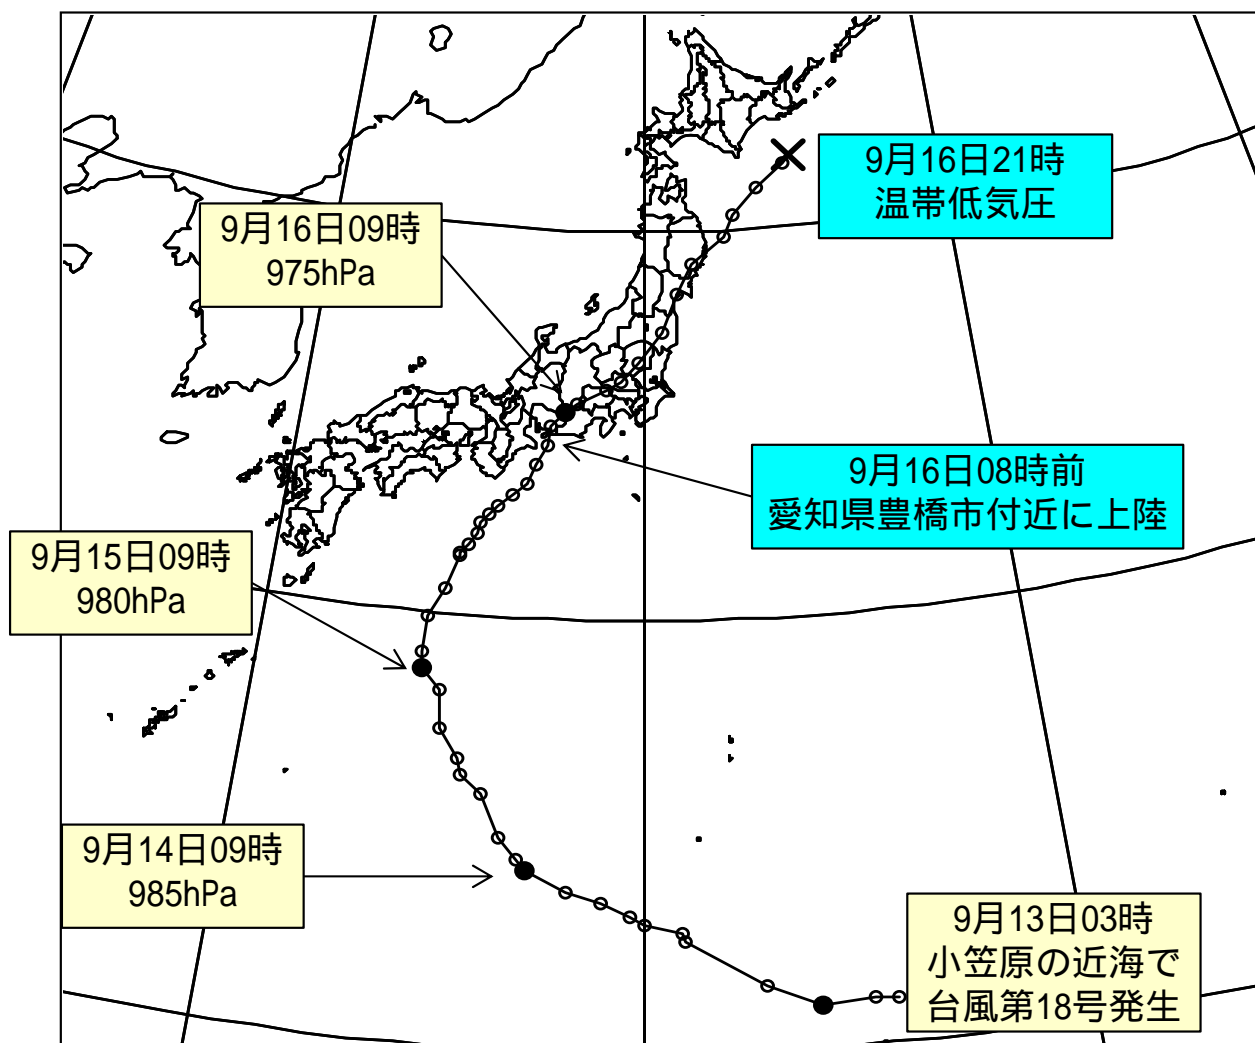 9月16日21時
温帯低気圧
9月16日09時
975hPa
9月16日08時前
愛知県豊橋市付近に上陸
9月15日09時
980hPa
9月14日09時
985hPa
9月13日03時
小笠原の近海で
台風第18号発生